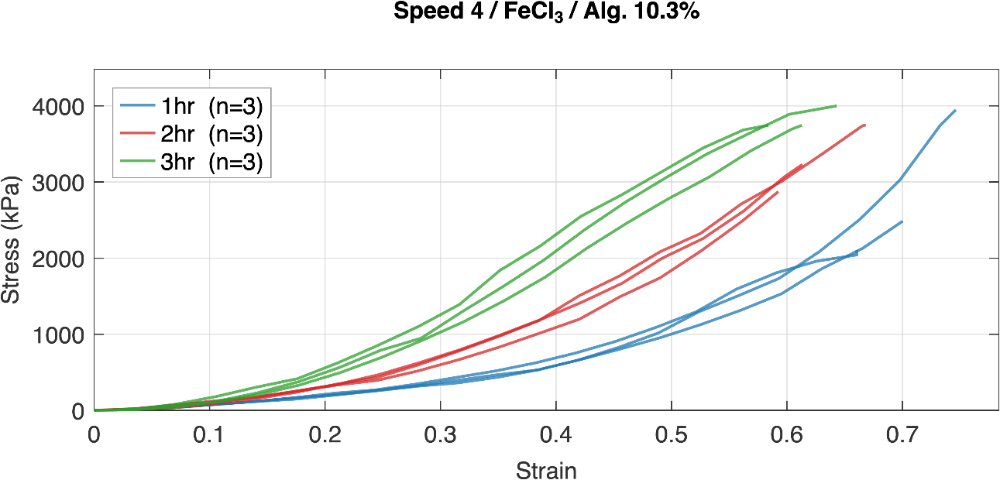 Speed 4 / FeCl₃ / Alg. 10.3%
1hr (n=3)
2hr (n=3)
3hr (n=3)
Stress (kPa)
4000
3000
2000
1000
0
0 0.1 0.2 0.3 0.4 0.5 0.6 0.7
Strain